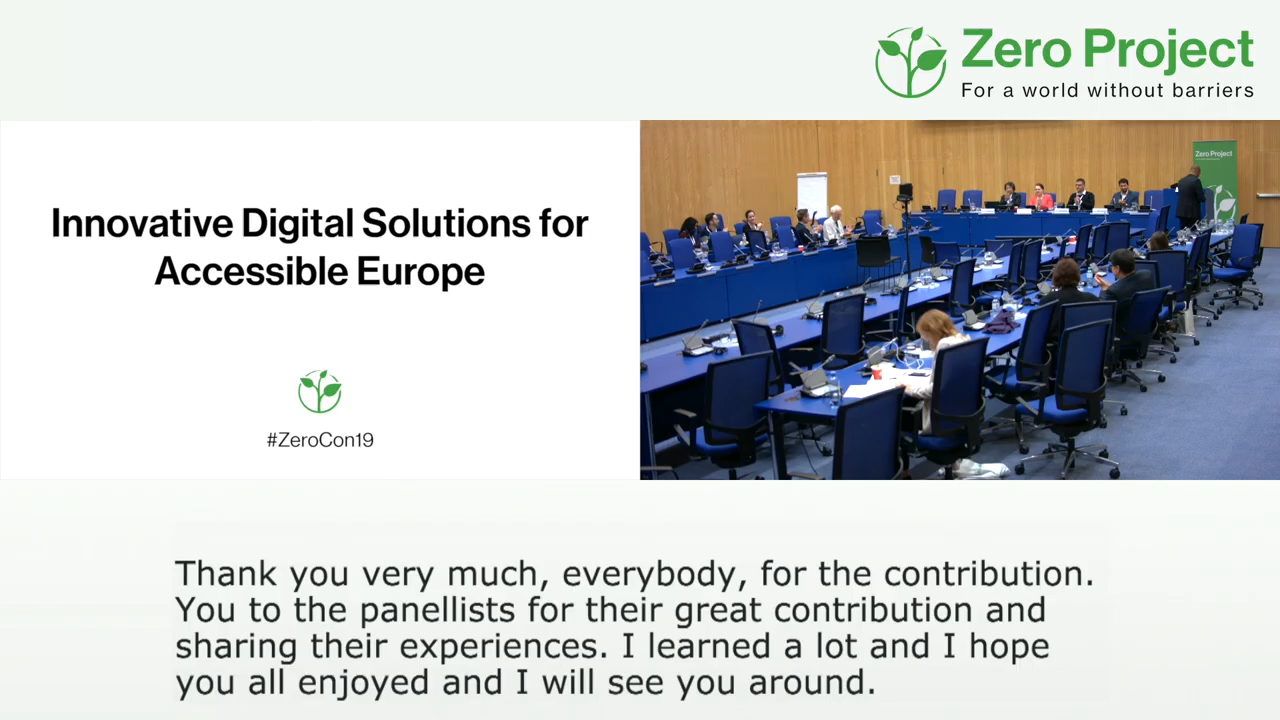 Zero Project
For a world without barriers
Innovative Digital Solutions for
Accessible Europe
#ZeroCon19
Zero Project
Thank you very much, everybody, for the contribution.
You to the panellists for their great contribution and
sharing their experiences. I learned a lot and I hope
you all enjoyed and I will see you around.